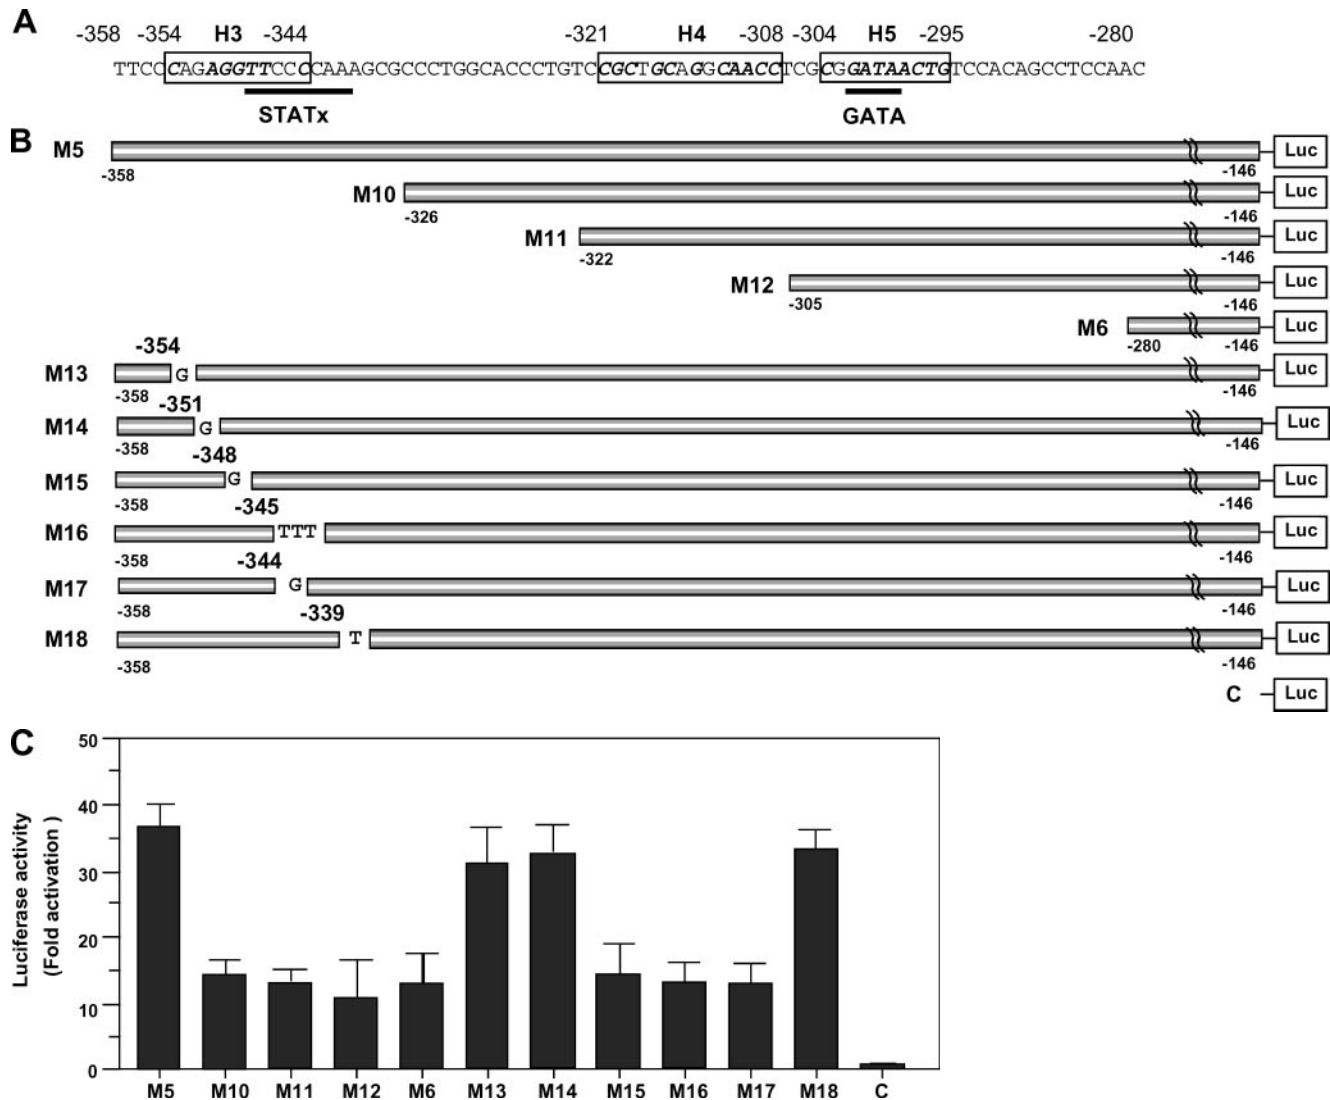 A
-358 -354 H3 -344 -321 H4 -308 -304 H5 -295 -280
TTCCCAGAGGTTCCCCAAAGCGCCCTGGCACCCTGTCCCGCTGCAGGCAACCTCGCGGATAACTGTCCACAGCCTCCAAC
STATx GATA
B
M5 Luc
-358 -146
M10 Luc
-326 -146
M11 Luc
-322 -146
M12 Luc
-305 -146
M6 Luc
-280 -146
-354
M13 G Luc
-358 -146
-351
M14 G Luc
-358 -146
-348
M15 G Luc
-358 -146
-345
M16 TTT Luc
-358 -146
-344
M17 G Luc
-358 -146
-339
M18 T Luc
-358 -146
C Luc
C
Luciferase activity
(Fold activation )
50
40
30
20
10
0
M5 M10 M11 M12 M6 M13 M14 M15 M16 M17 M18 C